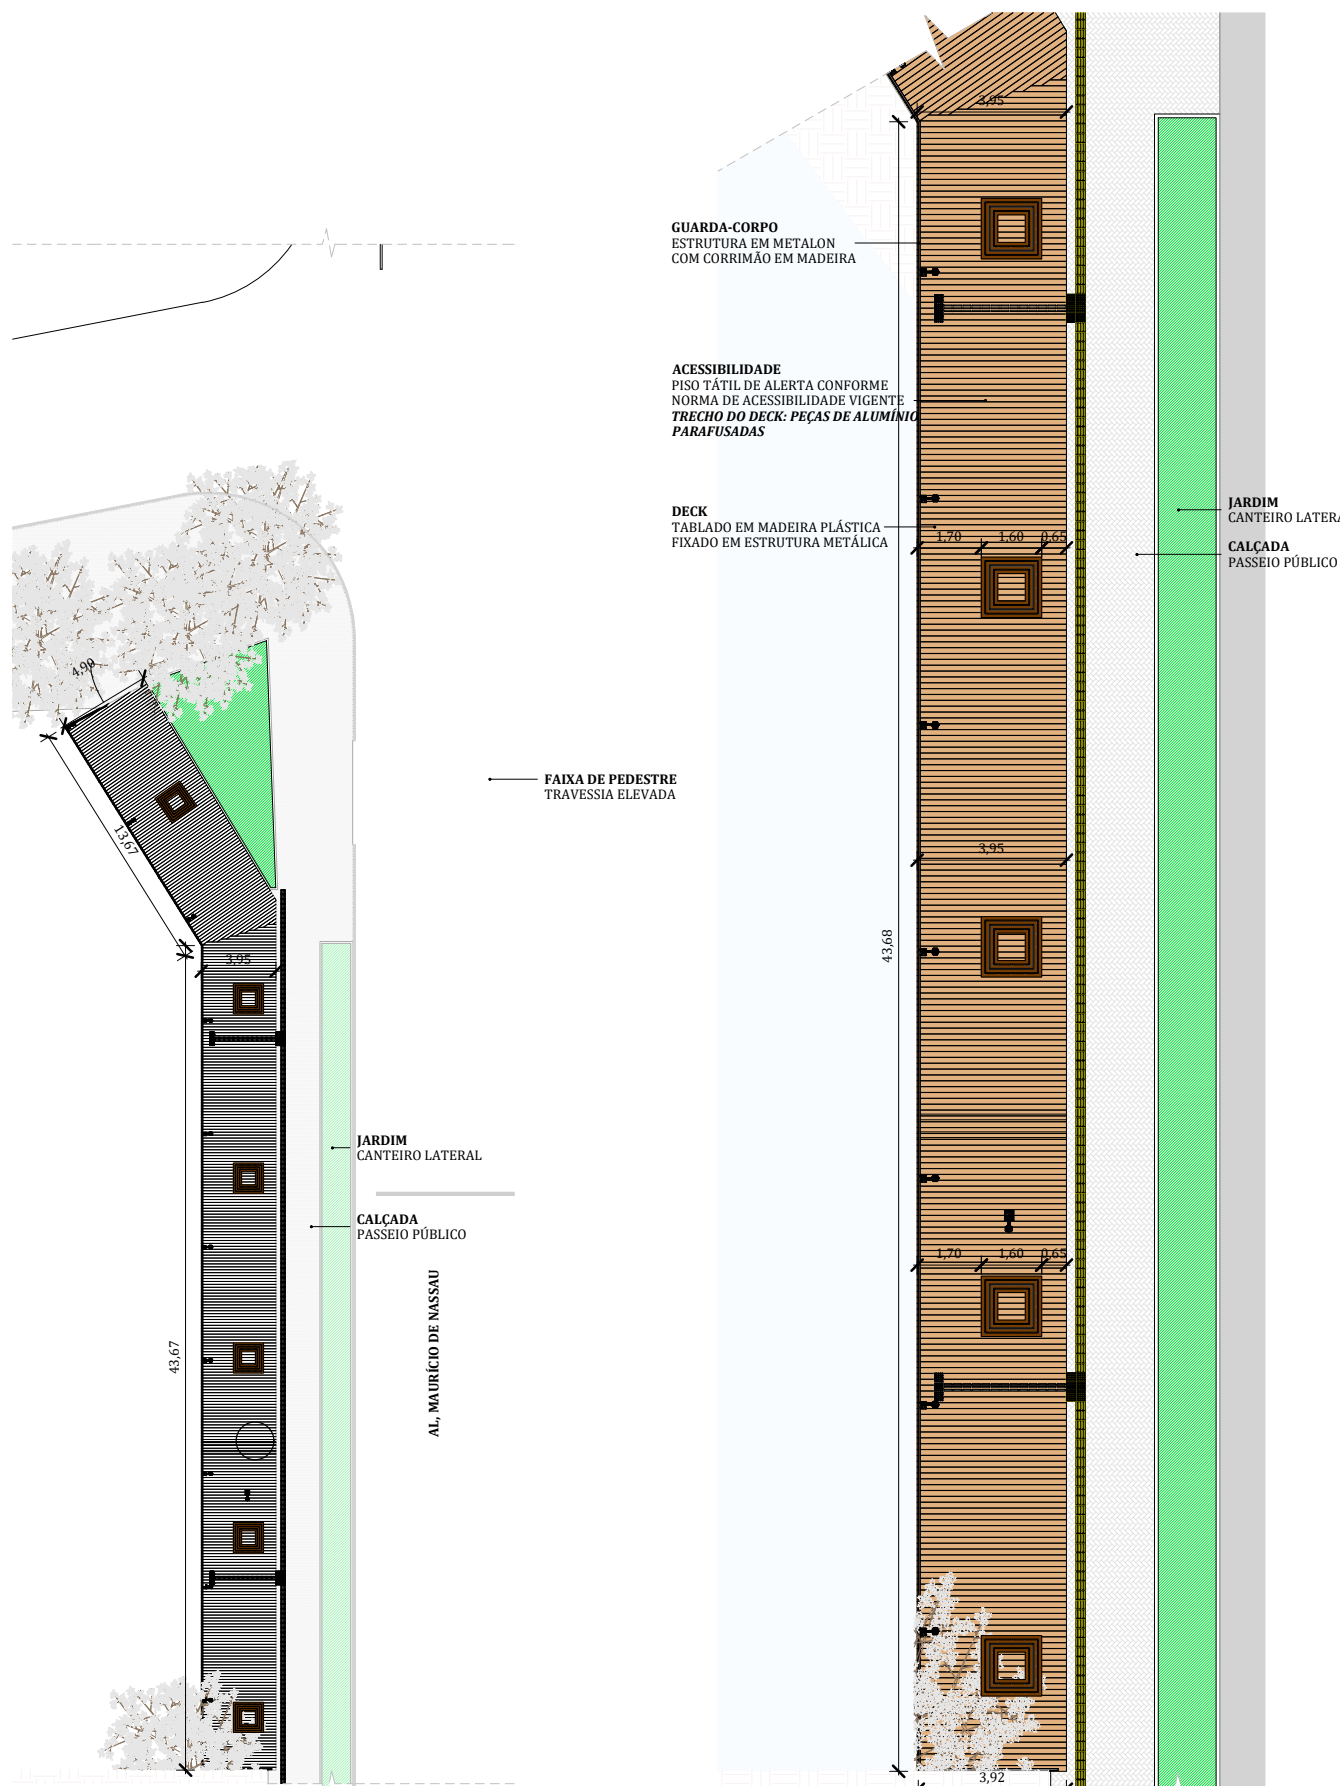 4,90
13,67
3,95
43,67
FAIXA DE PEDESTRE
TRAVESSIA ELEVADA
JARDIM
CANTEIRO LATERAL
CALÇADA
PASSEIO PÚBLICO
AL, MAURÍCIO DE NASSAU
3,95
GUARDA-CORPO
ESTRUTURA EM METALON
COM CORRIMÃO EM MADEIRA
ACESSIBILIDADE
PISO TÁTIL DE ALERTA CONFORME
NORMA DE ACESSIBILIDADE VIGENTE
TRECHO DO DECK: PEÇAS DE ALUMÍNIO
PARAFUSADAS
DECK
TABLADO EM MADEIRA PLÁSTICA
FIXADO EM ESTRUTURA METÁLICA
1,70 1,60 0,65
JARDIM
CANTEIRO LATERA
CALÇADA
PASSEIO PÚBLICO
3,95
43,68
1,70 1,60 0,65
3,92